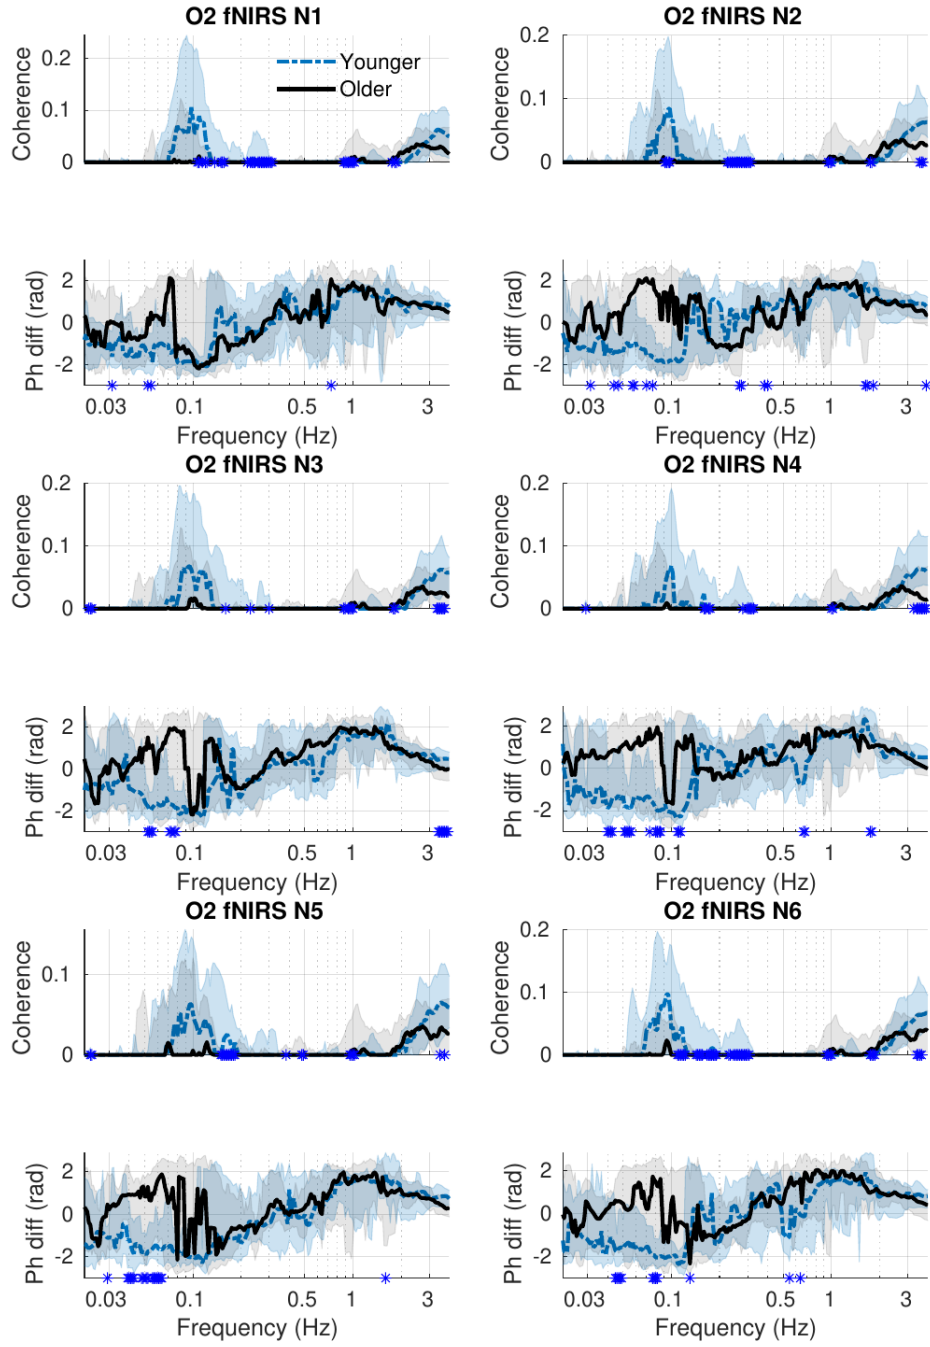 O2 fNIRS N1
O2 fNIRS N2
Coherence
0.2
0.1
0
Younger
Older
Coherence
0.2
0.1
0
Ph diff (rad)
2
0
-2
0.03 0.1 0.5 1 3
Frequency (Hz)
Ph diff (rad)
2
0
-2
0.03 0.1 0.5 1 3
Frequency (Hz)
O2 fNIRS N3
O2 fNIRS N4
Coherence
0.2
0.1
0
Coherence
0.2
0.1
0
Ph diff (rad)
2
0
-2
0.03 0.1 0.5 1 3
Frequency (Hz)
Ph diff (rad)
2
0
-2
0.03 0.1 0.5 1 3
Frequency (Hz)
O2 fNIRS N5
O2 fNIRS N6
Coherence
0.1
0
Coherence
0.2
0.1
0
Ph diff (rad)
2
0
-2
0.03 0.1 0.5 1 3
Frequency (Hz)
Ph diff (rad)
2
0
-2
0.03 0.1 0.5 1 3
Frequency (Hz)